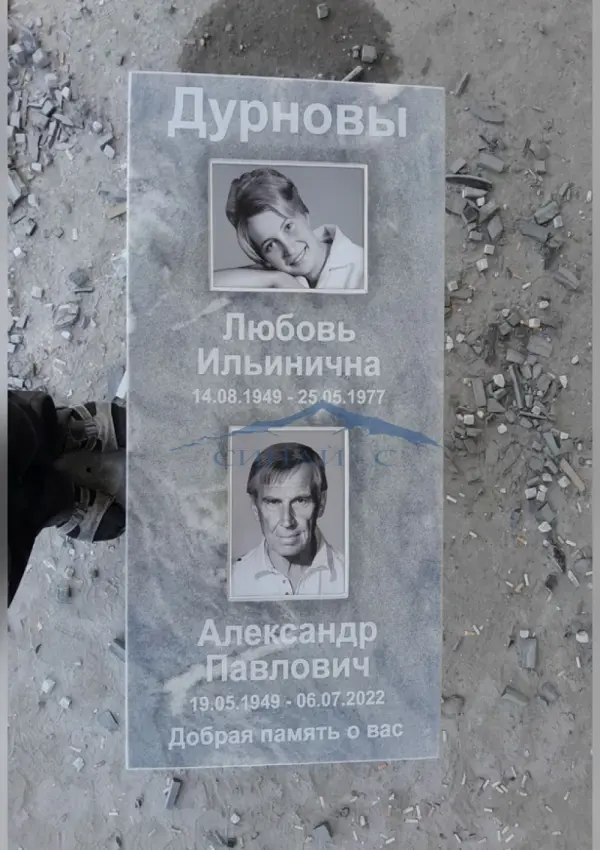 Дурновы
Любовь
Ильинична
14.08.1949 - 25.05.1977
Александр
Павлович
19.05.1949 - 06.07.2022
Добрая память о вас